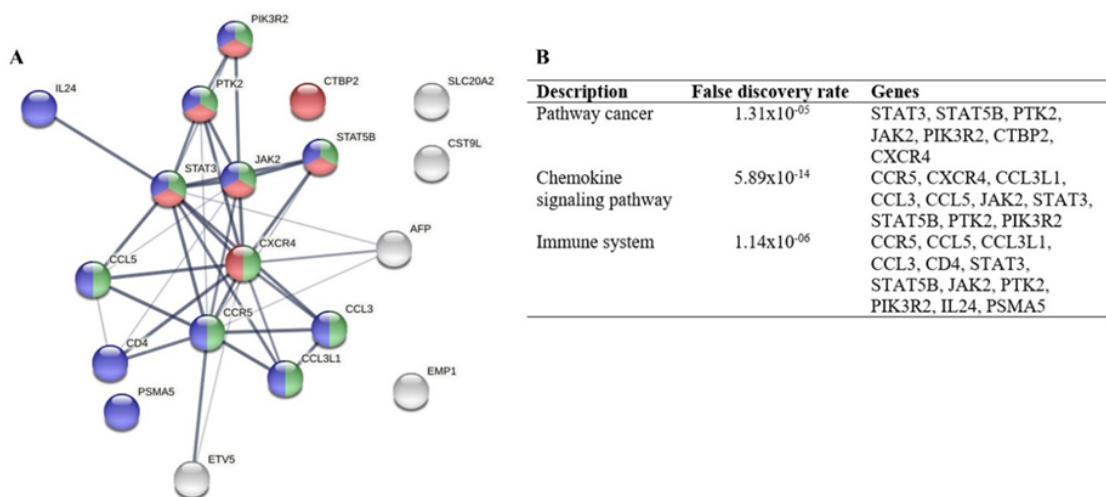 A
PIK3R2
IL24
PTK2
CTBP2
SLC20A2
STAT5B
CST9L
STAT3
JAK2
AFP
CXCR4
CCL5
CCR5
CCL3
CD4
CCL3L1
EMP1
PSMA5
ETV5
B
Description False discovery rate Genes
Pathway cancer 1.31x10-05 STAT3, STAT5B, PTK2,
JAK2, PIK3R2, CTBP2,
CXCR4
Chemokine 5.89x10-14 CCR5, CXCR4, CCL3L1,
signaling pathway CCL3, CCL5, JAK2, STAT3,
STAT5B, PTK2, PIK3R2
Immune system 1.14x10-06 CCR5, CCL5, CCL3L1,
CCL3, CD4, STAT3,
STAT5B, JAK2, PTK2,
PIK3R2, IL24, PSMA5